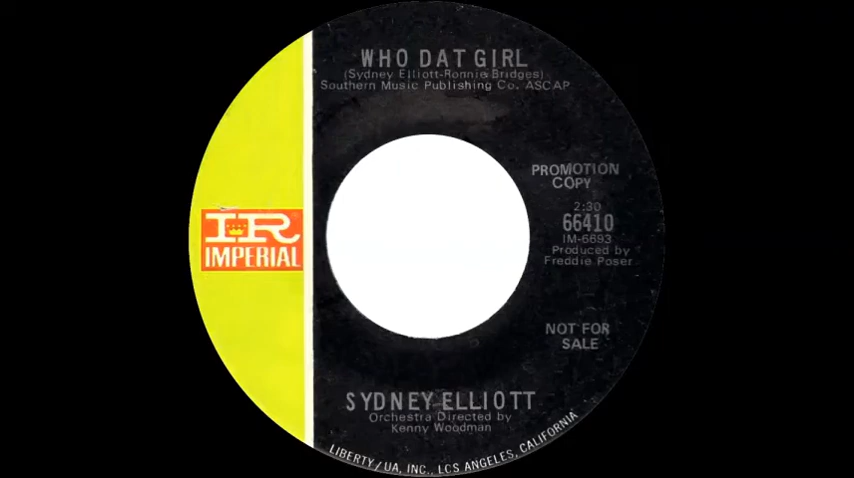 WHO DAT GIRL
(Sydney Elliott-Ronnie Bridges)
Southern Music Publishing Co. ASCAP
PROMOTION
COPY
2:30
66410
IM-6693
Produced by
Freddie Poser
IR
IMPERIAL
NOT FOR
SALE
SYDNEY ELLIOTT
Orchestra Directed by
Kenny Woodman
LIBERTY/UA, INC., LOS ANGELES, CALIFORNIA